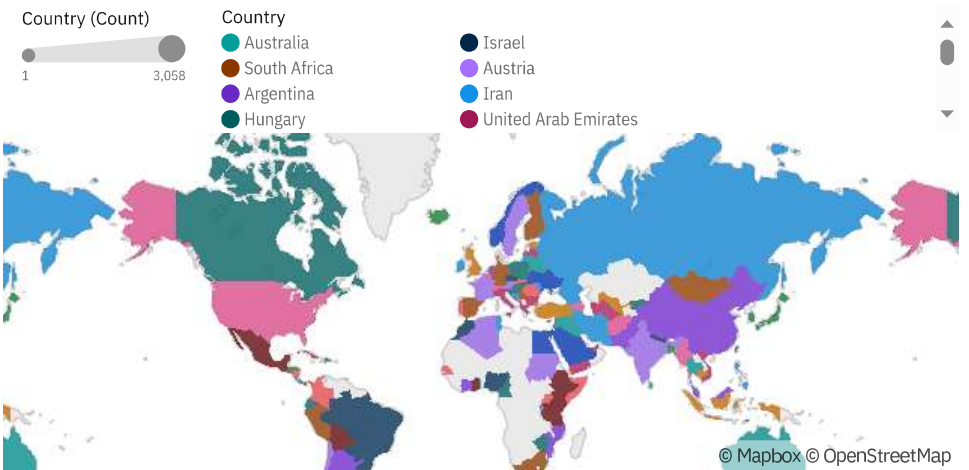 Country (Count)
1
3,058
Country
Australia
South Africa
Argentina
Hungary
Israel
Austria
Iran
United Arab Emirates
© Mapbox © OpenStreetMap